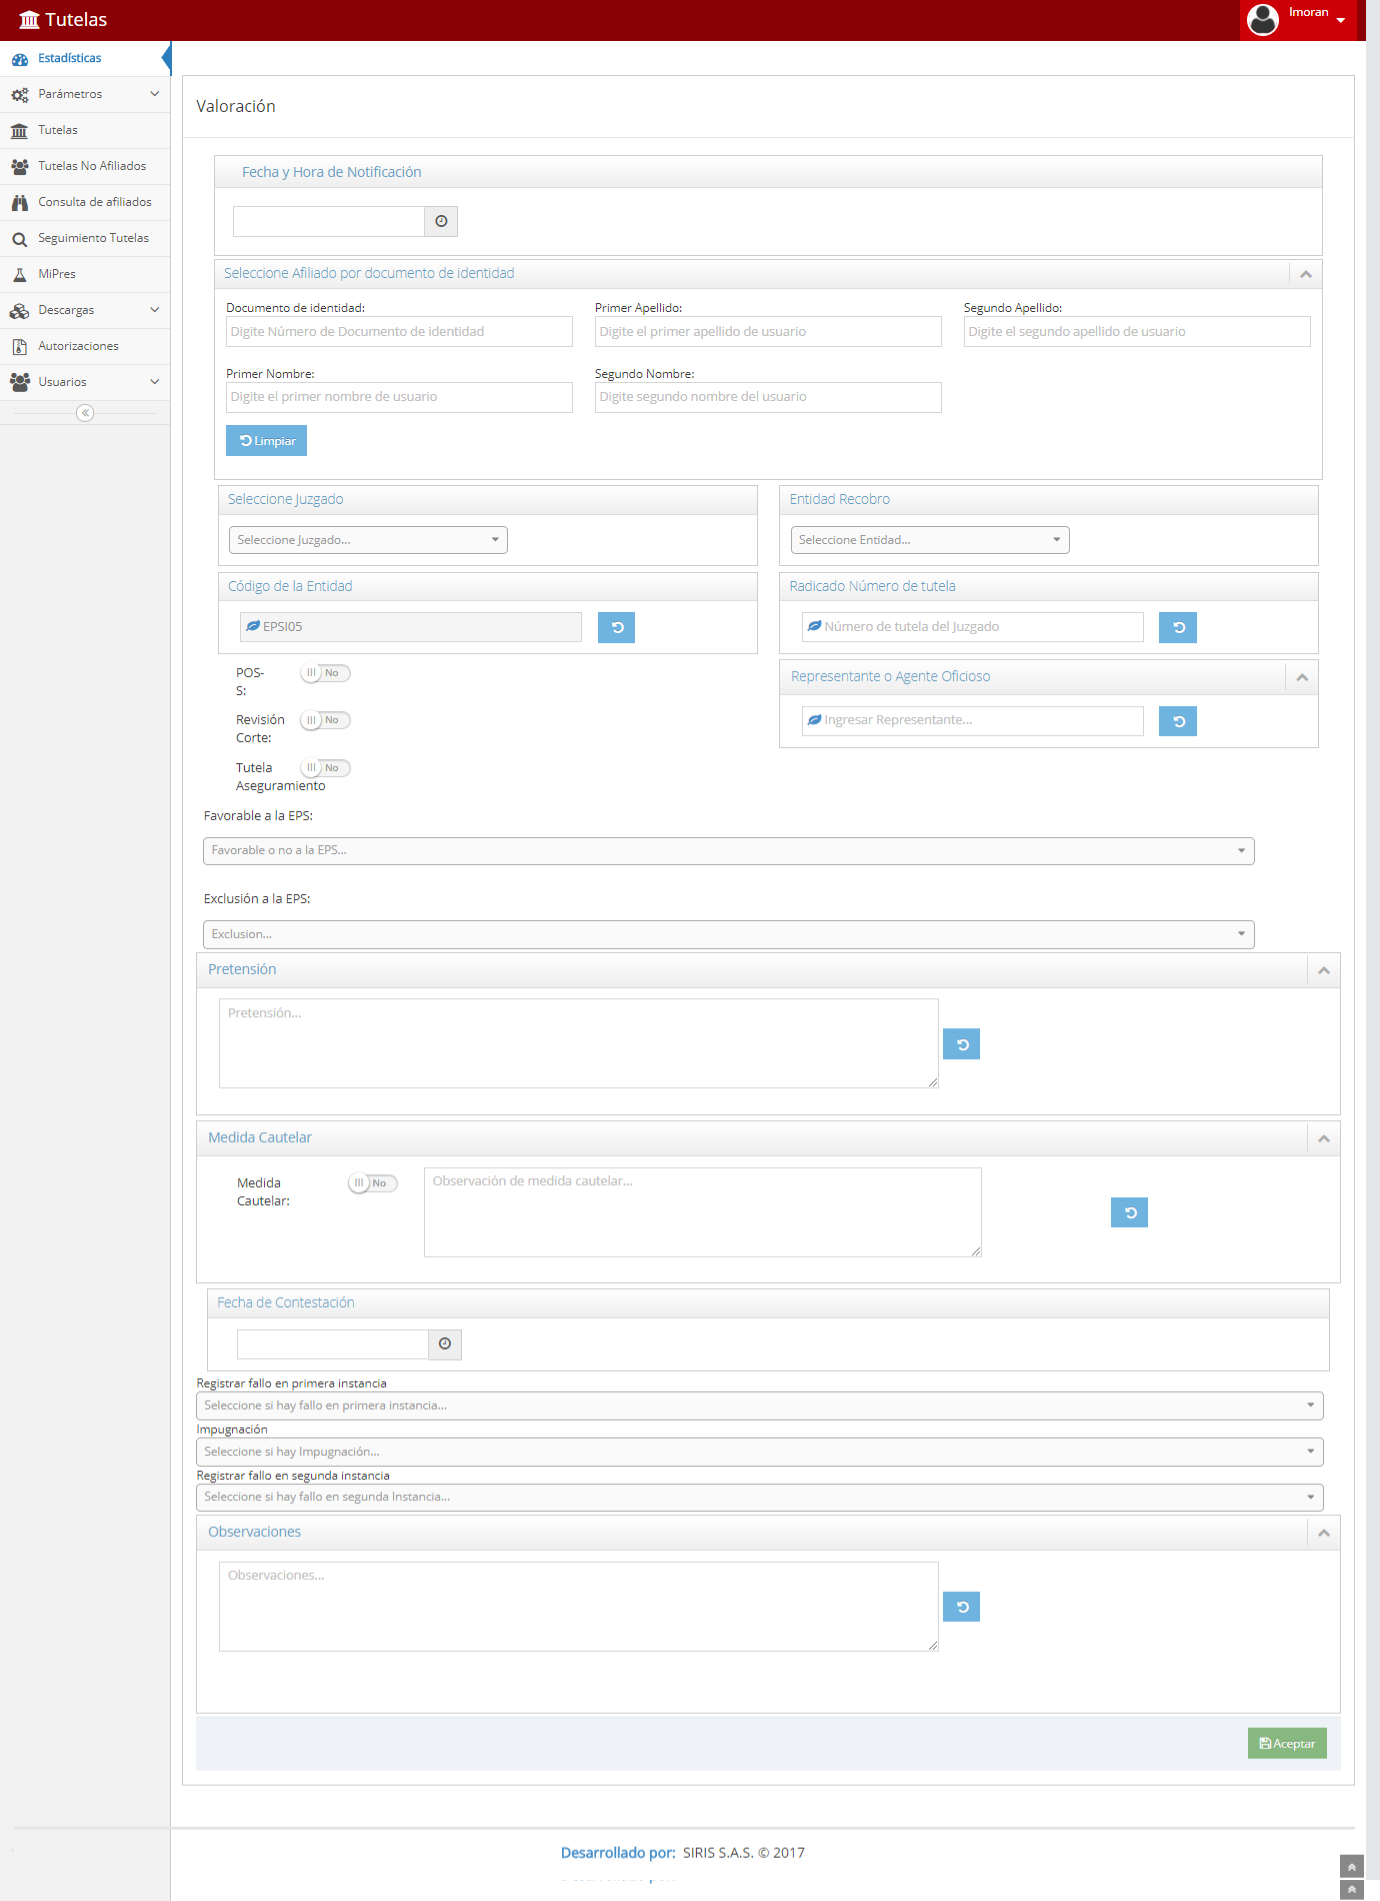 Tutelas
lmoran
Estadísticas
Parámetros
Tutelas
Tutelas No Afiliados
Consulta de afiliados
Seguimiento Tutelas
MiPres
Descargas
Autorizaciones
Usuarios
Valoración
Fecha y Hora de Notificación
Seleccione Afiliado por documento de identidad
Documento de identidad: Primer Apellido: Segundo Apellido:
Digite Número de Documento de identidad Digite el primer apellido de usuario Digite el segundo apellido de usuario
Primer Nombre: Segundo Nombre:
Digite el primer nombre de usuario Digite segundo nombre del usuario
Limpiar
Seleccione Juzgado Entidad Recobro
Seleccione Juzgado... Seleccione Entidad...
Código de la Entidad Radicado Número de tutela
EPSI05 Número de tutela del Juzgado
POS-
S:
No
Representante o Agente Oficioso
Revisión
Corte:
No
Ingresar Representante...
Tutela
Aseguramiento
No
Favorable a la EPS:
Favorable o no a la EPS...
Exclusión a la EPS:
Exclusion...
Pretensión
Pretensión...
Medida Cautelar
Medida
Cautelar:
No
Observación de medida cautelar...
Fecha de Contestación
Registrar fallo en primera instancia
Seleccione si hay fallo en primera instancia...
Impugnación
Seleccione si hay Impugnación...
Registrar fallo en segunda instancia
Seleccione si hay fallo en segunda Instancia...
Observaciones
Observaciones...
Aceptar
Desarrollado por: SIRIS S.A.S. © 2017